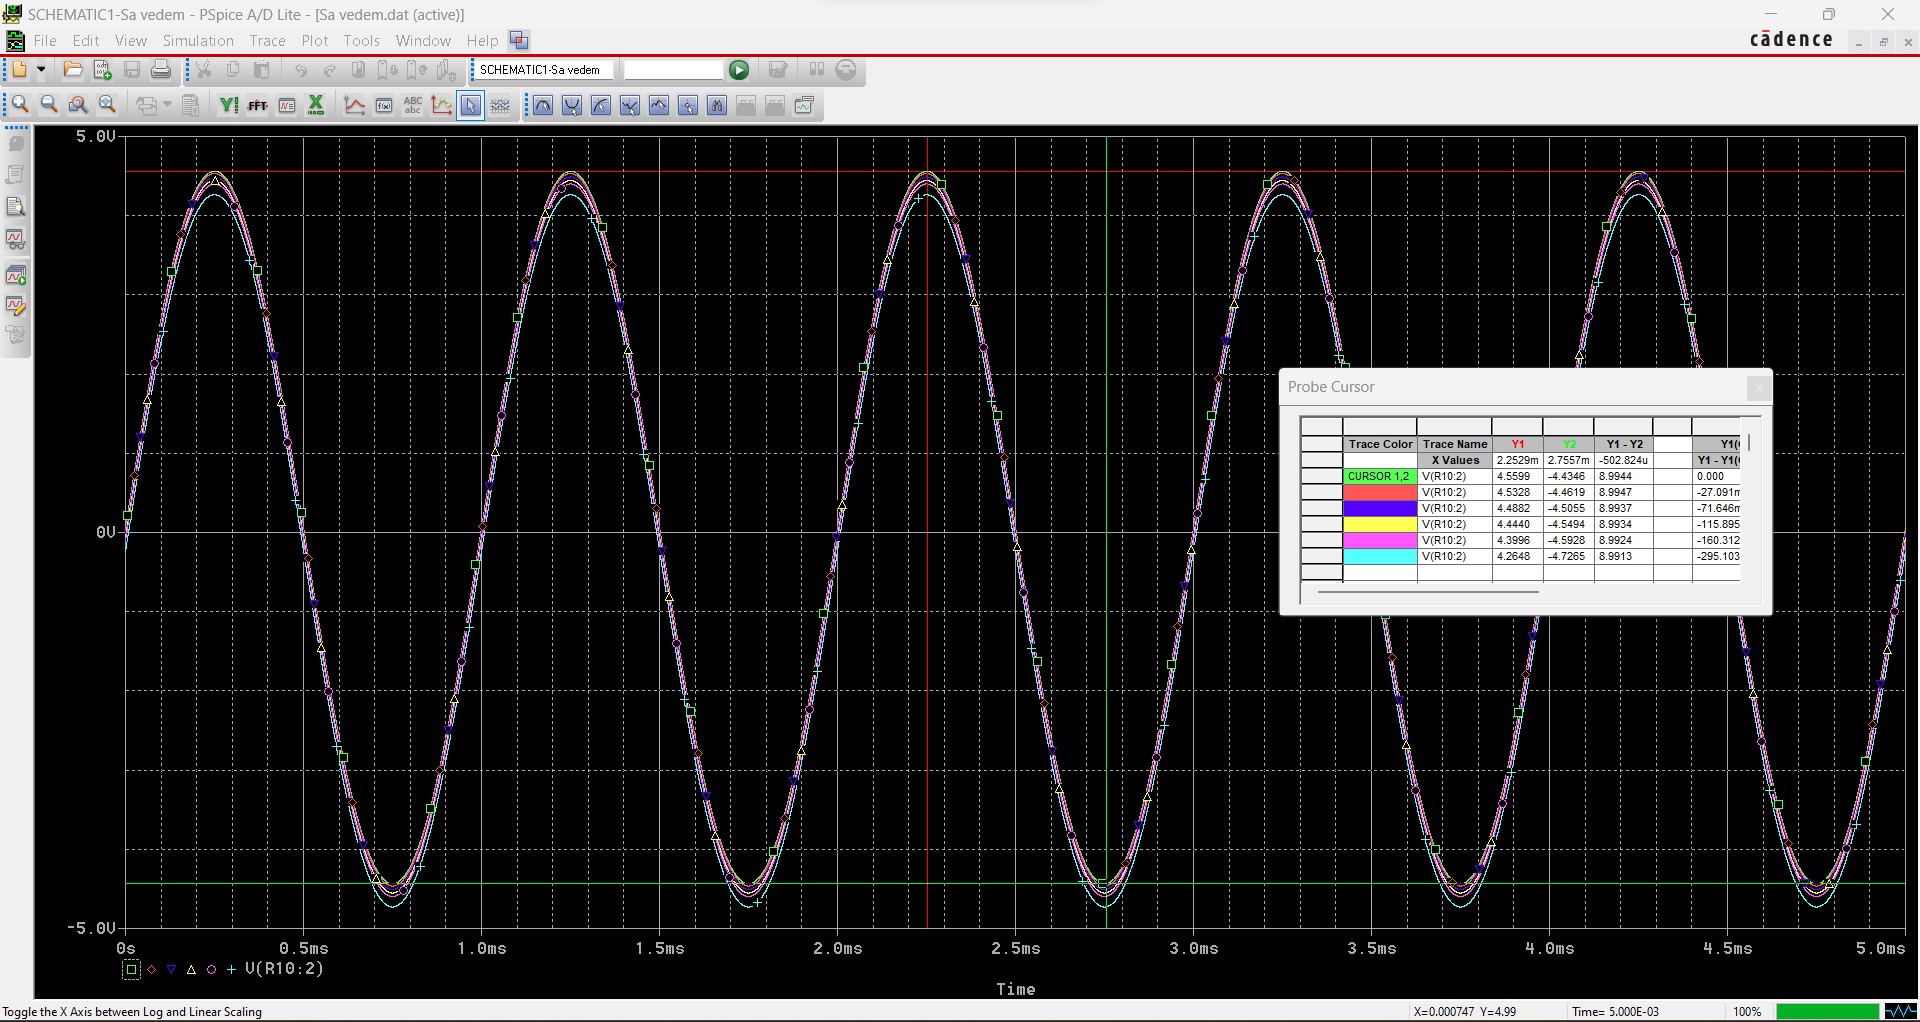 SCHEMATIC1-Sa vedem - PSpice A/D Lite - [Sa vedem.dat (active)]
File Edit View Simulation Trace Plot Tools Window Help
cādence
SCHEMATIC1-Sa vedem
FFT
ABC
abc
5.0V
0V
-5.0V
0s 0.5ms 1.0ms 1.5ms 2.0ms 2.5ms 3.0ms 3.5ms 4.0ms 4.5ms 5.0ms
V(R10:2)
Time
Probe Cursor
Trace Color Trace Name Y1 Y2 Y1 - Y2 Y1(
X Values 2.2529m 2.7557m -502.824u Y1 - Y1(
CURSOR 1,2 V(R10:2) 4.5599 -4.4346 8.9944 0.000
V(R10:2) 4.5328 -4.4619 8.9947 -27.091m
V(R10:2) 4.4882 -4.5055 8.9937 -71.646m
V(R10:2) 4.4440 -4.5494 8.9934 -115.895
V(R10:2) 4.3996 -4.5928 8.9924 -160.312
V(R10:2) 4.2648 -4.7265 8.9913 -295.103
Toggle the X Axis between Log and Linear Scaling
X=0.000747 Y=4.99
Time= 5.000E-03
100%